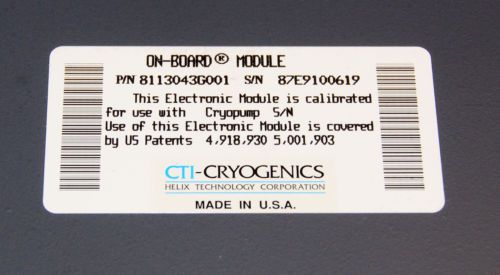 ON-BOARD® MODULE
P/N 8113043G001 S/N 87E9100619
This Electronic Module is calibrated
for use with Cryopump S/N
Use of this Electronic Module is covered
by US Patents 4,918,930 5,001,903
CTI-CRYOGENICS
HELIX TECHNOLOGY CORPORATION
MADE IN U.S.A.